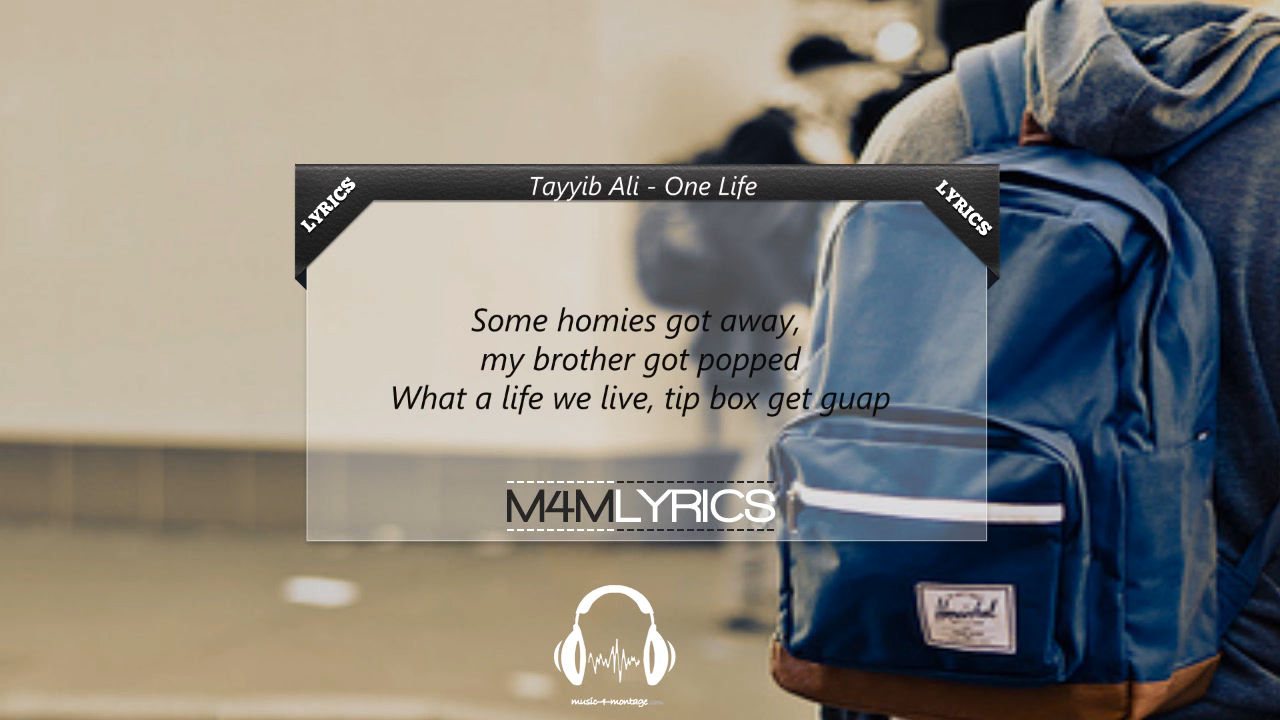 Tayyib Ali - One Life
LYRICS
LYRICS
Some homies got away,
my brother got popped
What a life we live, tip box get guap
M4MLYRICS
Herschel
music-4-montage.com